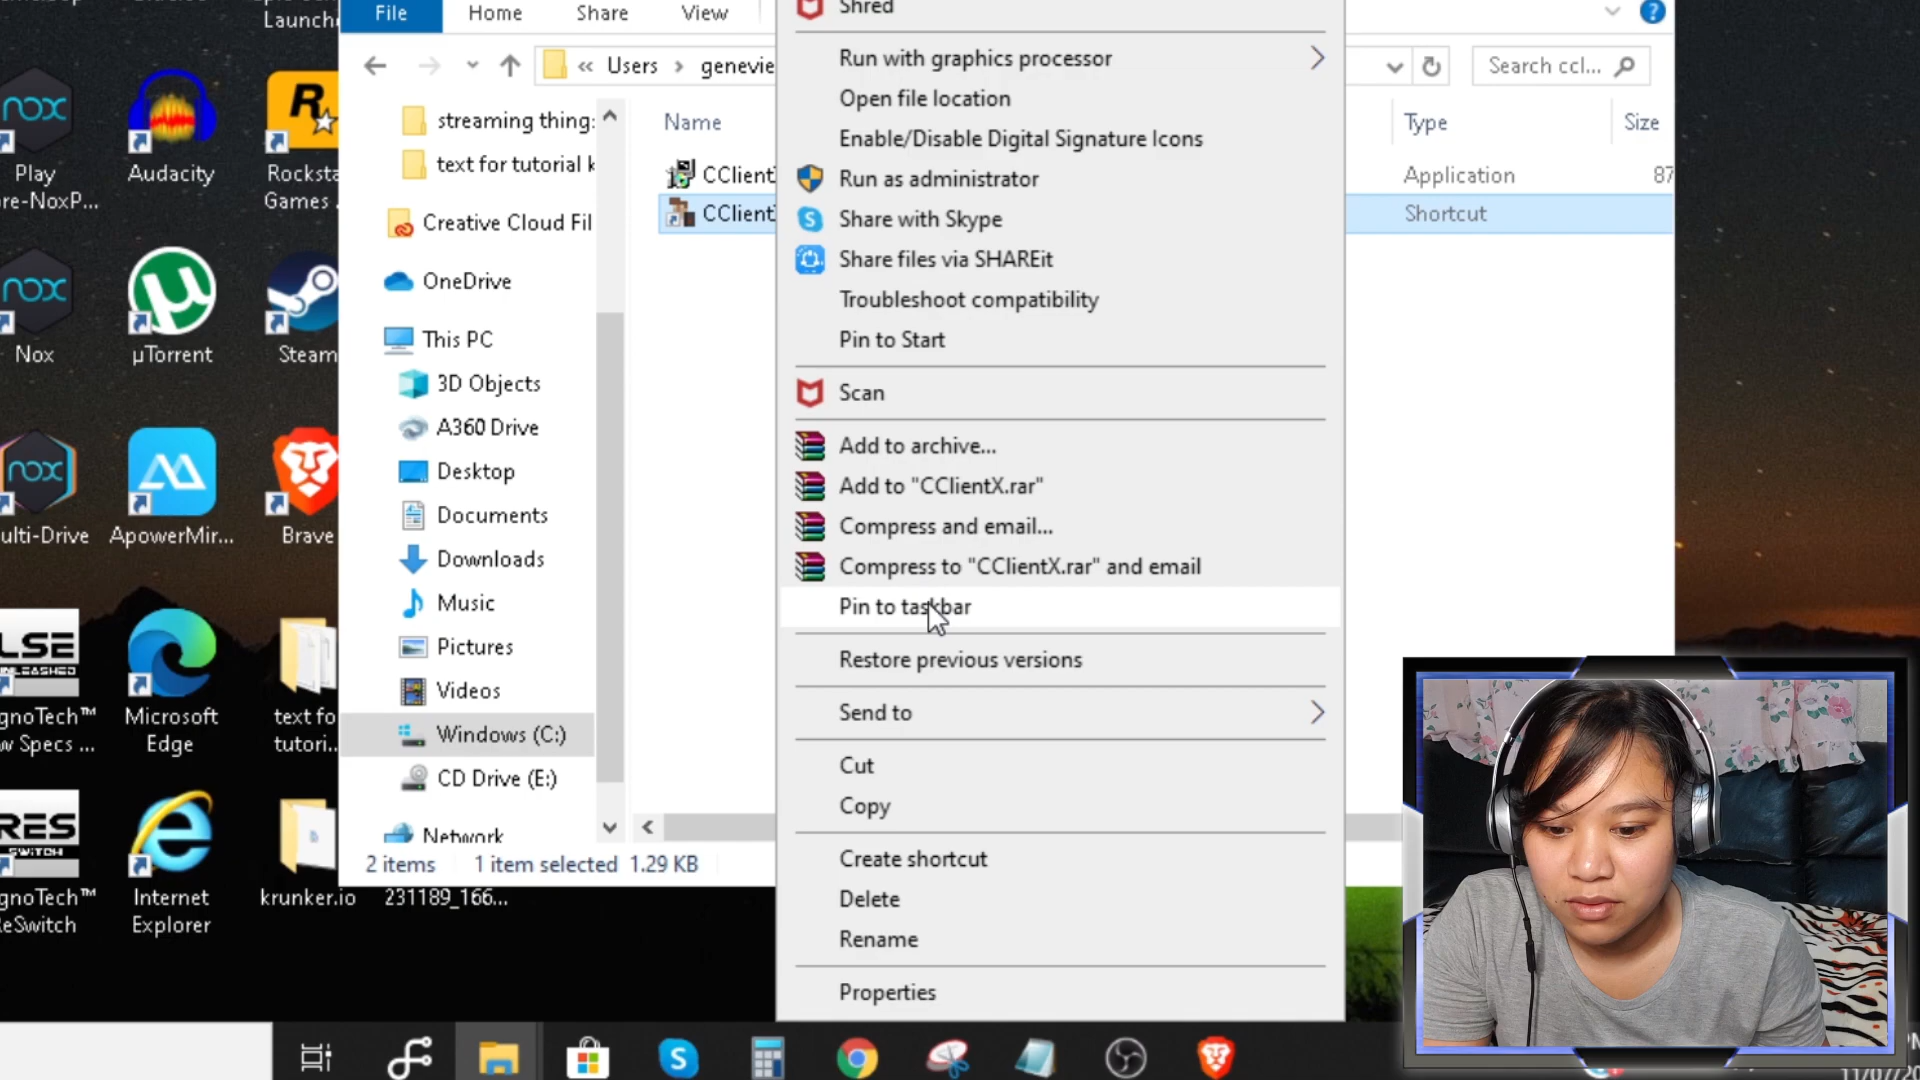 Launch
Play
re-NoxP...
Audacity
Rocksta
Games
Nox
µTorrent
Steam
ulti-Drive
ApowerMir...
Brave
LSE
UNLEASHED
gnoTech™
w Specs ...
Microsoft
Edge
text fo
tutori...
RES
SWITCH
gnoTech™
eSwitch
Internet
Explorer
krunker.io
231189_166...
File
Home
Share
View
« Users › genevie
Search ccl...
streaming thing:
text for tutorial k
Creative Cloud Fil
OneDrive
This PC
3D Objects
A360 Drive
Desktop
Documents
Downloads
Music
Pictures
Videos
Windows (C:)
CD Drive (E:)
Network
Name
Type
Size
CClient
Application
87
CClient
Shortcut
2 items
1 item selected 1.29 KB
Shred
Run with graphics processor
Open file location
Enable/Disable Digital Signature Icons
Run as administrator
Share with Skype
Share files via SHAREit
Troubleshoot compatibility
Pin to Start
Scan
Add to archive...
Add to "CClientX.rar"
Compress and email...
Compress to "CClientX.rar" and email
Pin to taskbar
Restore previous versions
Send to
Cut
Copy
Create shortcut
Delete
Rename
Properties